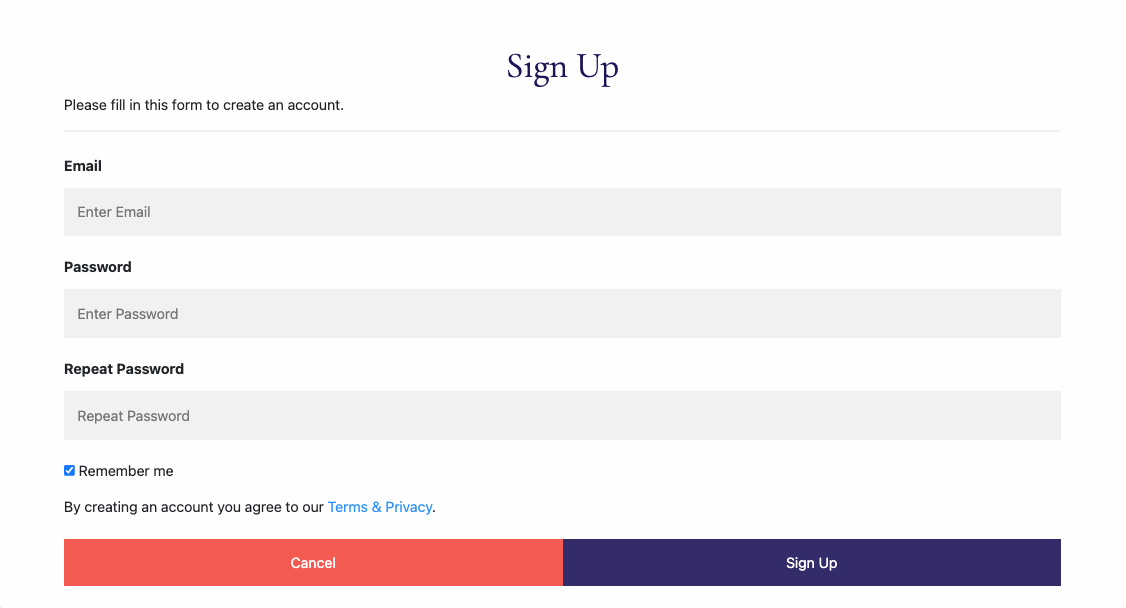 Sign Up
Please fill in this form to create an account.
Email
Enter Email
Password
Enter Password
Repeat Password
Repeat Password
Remember me
By creating an account you agree to our Terms & Privacy.
Cancel
Sign Up